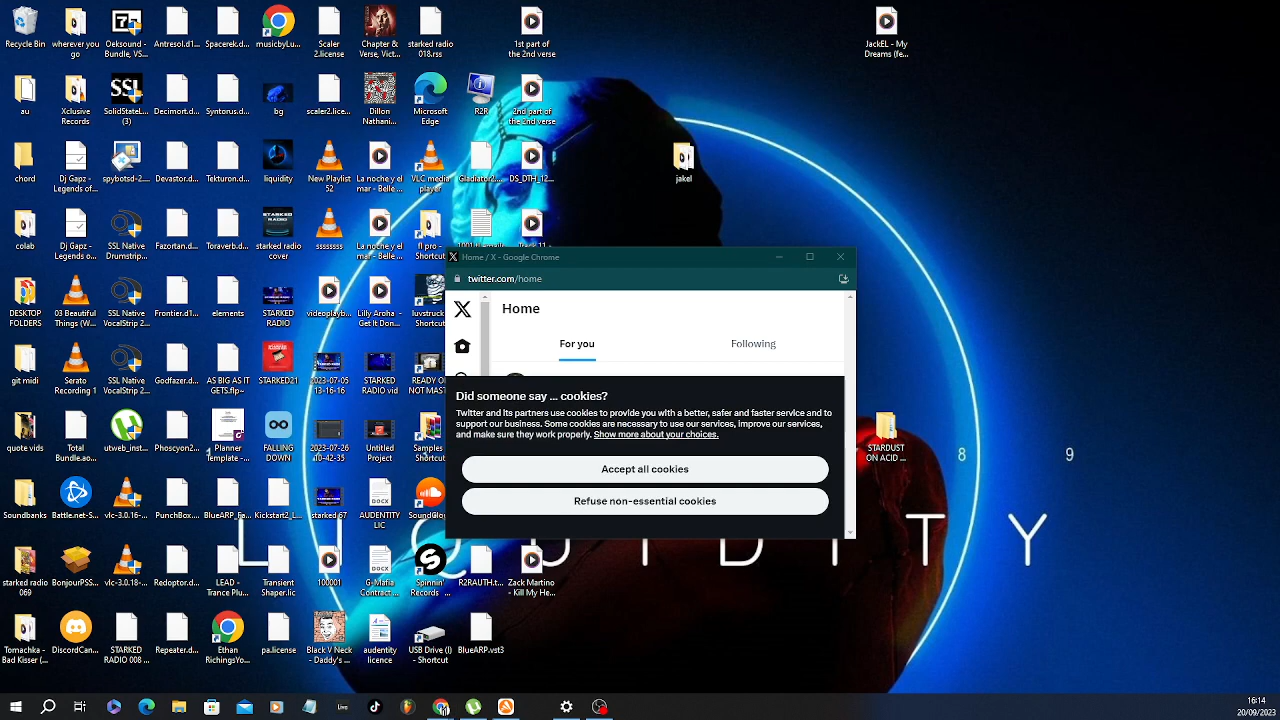 Recycle Bin
wherever you
go
Oeksound -
Bundle, VS...
Antresol.d1...
Spacerek.d...
musicbyLu...
Scaler
2.license
Chapter &
Verse, Vict...
starked radio
018.rss
1st part of
the 2nd verse
JackEL - My
Dreams (fe...
au
Xclusive
Records
SolidStateL...
(3)
Decimort.d...
Syntorus.d...
bg
scaler2.lice...
Dillon
Nathani...
Microsoft
Edge
R2R
2nd part of
the 2nd verse
chord
Dj Gapz -
Legends of...
spybotsd-2....
Devastor.d...
Tekturon.d...
liquidity
New Playlist
52
La noche y el
mar - Belle ...
VLC media
player
DS_DTH_12...
jakel
colab
Dj Gapz -
Legends o...
SSL Native
Drumstrip...
Fazortan.d...
Toraverb.d...
starked radio
cover
sssssss
La noche y el
mar - Belle ...
fl pro -
Shortcut
DESKTOP
FOLDERS
03 Beautiful
Things (W...
SSL Native
VocalStrip 2...
Frontier.d1...
elements
STARKED
RADIO
videoplayb...
Lilly Aroha -
Get It Don...
luvstruck -
Shortcut
git midi
Serato
Recording 1
SSL Native
VocalStrip 2...
Godfazer.d...
AS BIG AS IT
GETS.flp~
STARKED21
2023-07-05
13-16-16
STARKED
RADIO vid
quote vids
Total
Bundle.ao...
utweb_inst...
Phoscyon2...
Planner
Template -...
FALLING
DOWN
2023-07-26
10-42-35
Untitled
Project
Samples -
Shortcut
STARDUST
ON ACID ...
8
9
Soundbanks
Battle.net-S...
vlc-3.0.16-...
PunchBox....
BlueARP_Fi...
Kickstart2_l...
starked 67
AUDENTITY
LIC
starked radio
069
BonjourPSS...
vlc-3.0.18-...
Redoptor.d...
LEAD -
Trance Plu...
Transient
Shaper.lic
100001
G-Mafia
Contract ...
Spinnin'
Records ...
R2RAUTH.t...
Zack Martino
- Kill My He...
Tomachka -
Bad Kisser (...
DiscordCan...
STARKED
RADIO 008 ...
Repeater.d...
Ethan
RichingsYo...
pa.license
Black V Neck
- Daddy's ...
audentity
licence
USB Drive (I)
- Shortcut
BlueARP.vst3
Home / X - Google Chrome
twitter.com/home
Home
For you
Following
Did someone say ... cookies?
Twitter and its partners use cookies to provide you with a better, safer and faster service and to
support our business. Some cookies are necessary to use our services, improve our services,
and make sure they work properly. Show more about your choices.
Accept all cookies
Refuse non-essential cookies
16:14
20/09/2023